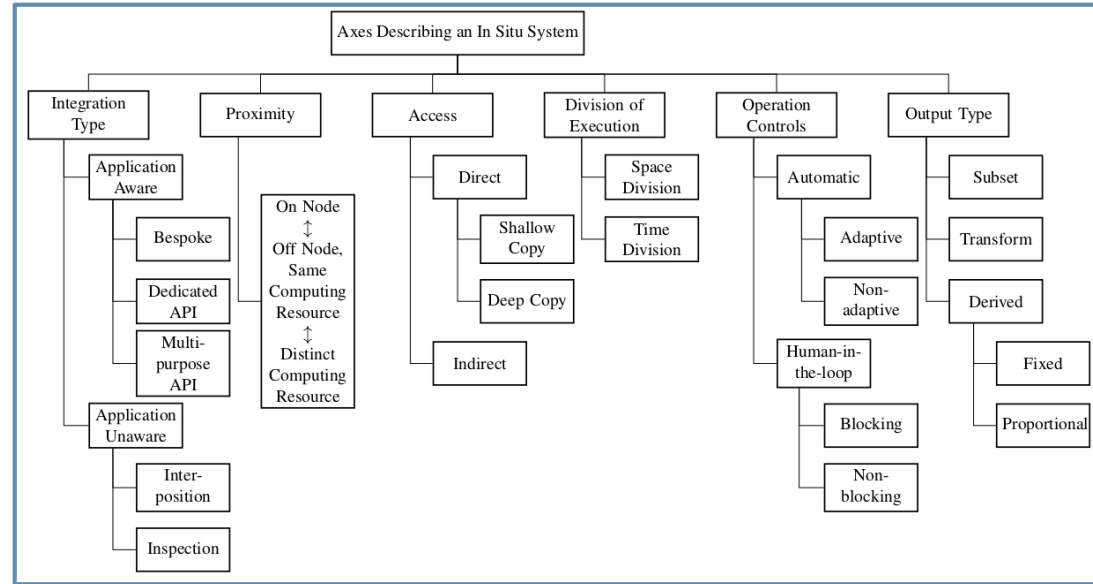 Axes Describing an In Situ System
Integration
Type
Application
Aware
Bespoke
Dedicated
API
Multi-
purpose
API
Application
Unaware
Inter-
position
Inspection
Proximity
On Node
↕
Off Node,
Same
Computing
Resource
↕
Distinct
Computing
Resource
Access
Direct
Shallow
Copy
Deep Copy
Indirect
Division of
Execution
Space
Division
Time
Division
Operation
Controls
Automatic
Adaptive
Non-
adaptive
Human-in-
the-loop
Blocking
Non-
blocking
Output Type
Subset
Transform
Derived
Fixed
Proportional